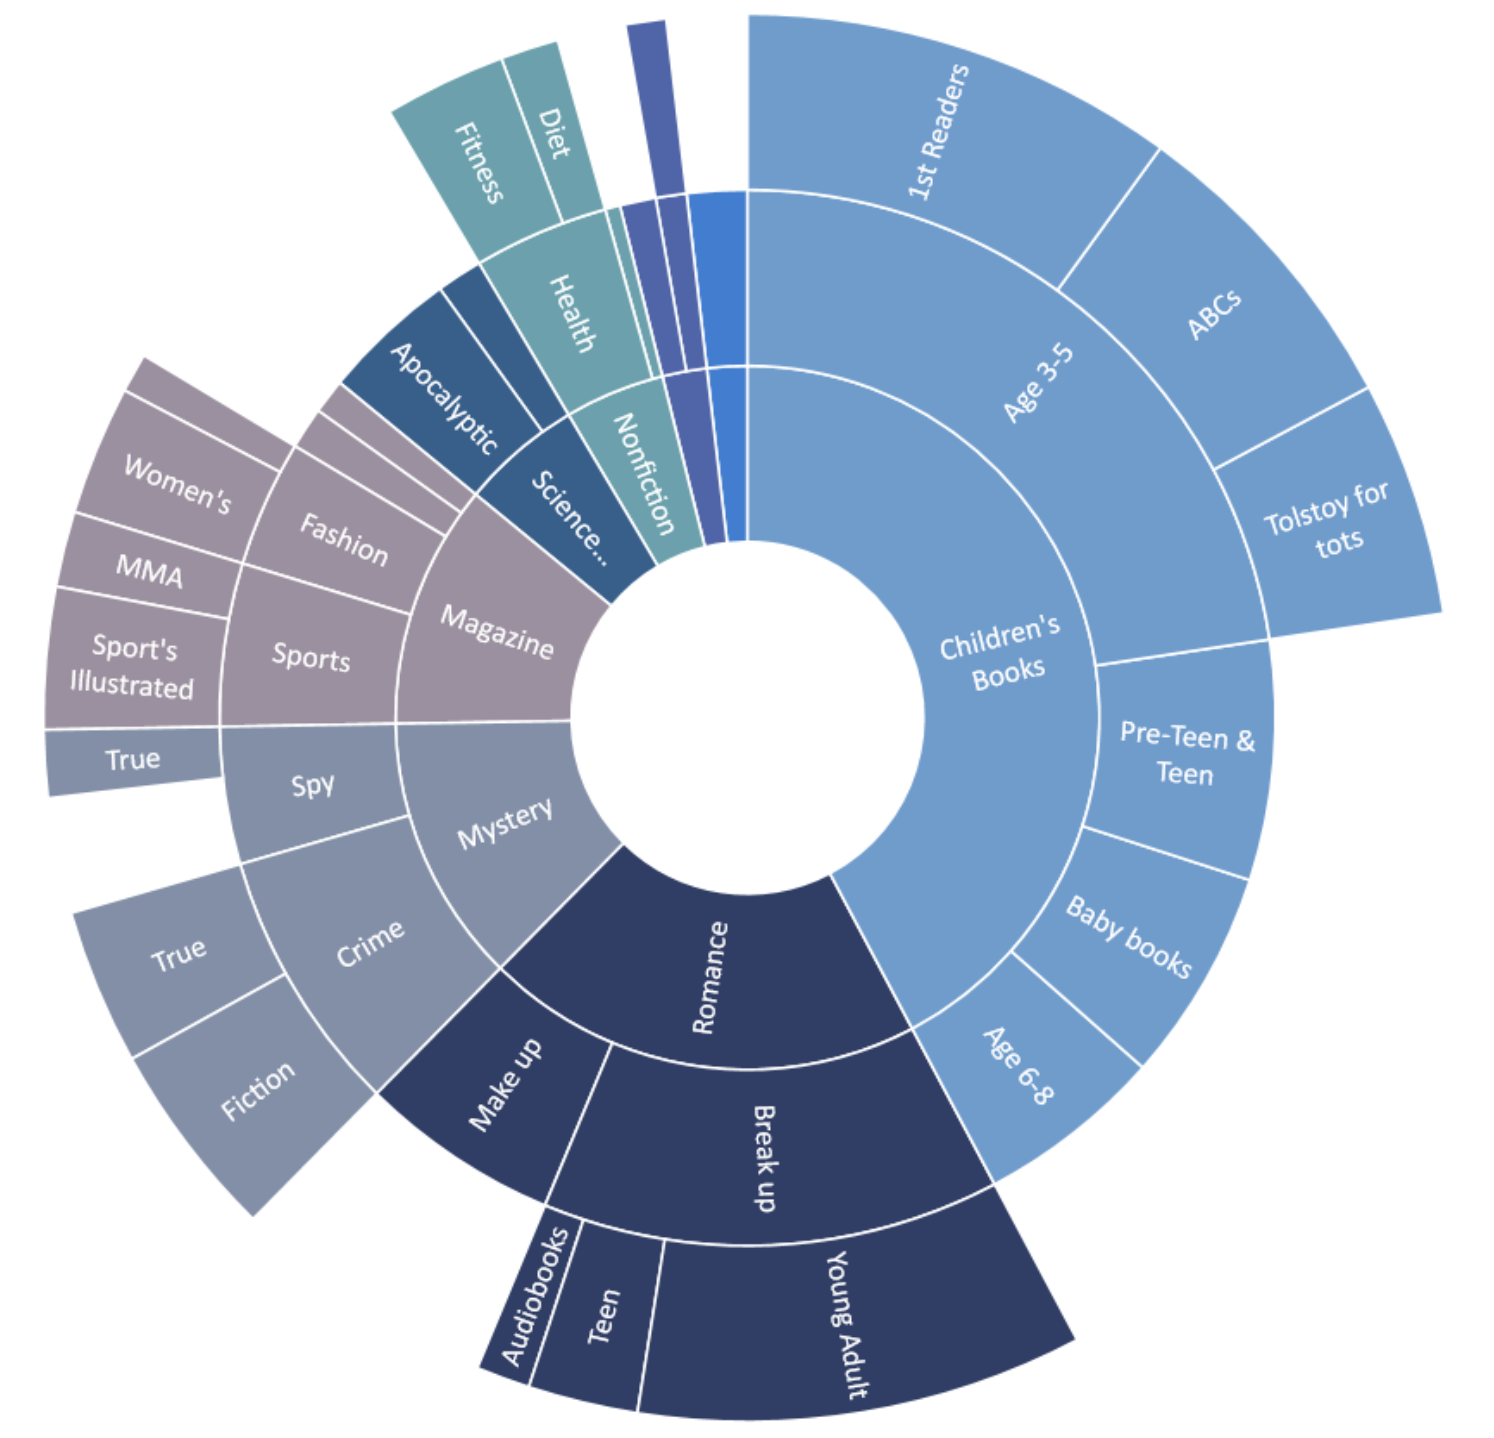 1st Readers
ABCs
Tolstoy for
tots
Age 3-5
Pre-Teen &
Teen
Baby books
Age 6-8
Children's
Books
Romance
Break up
Make up
Young Adult
Teen
Audiobooks
Mystery
Crime
Fiction
True
Spy
True
Magazine
Sports
Sport's
Illustrated
MMA
Fashion
Women's
Science...
Apocalyptic
Nonfiction
Health
Fitness
Diet